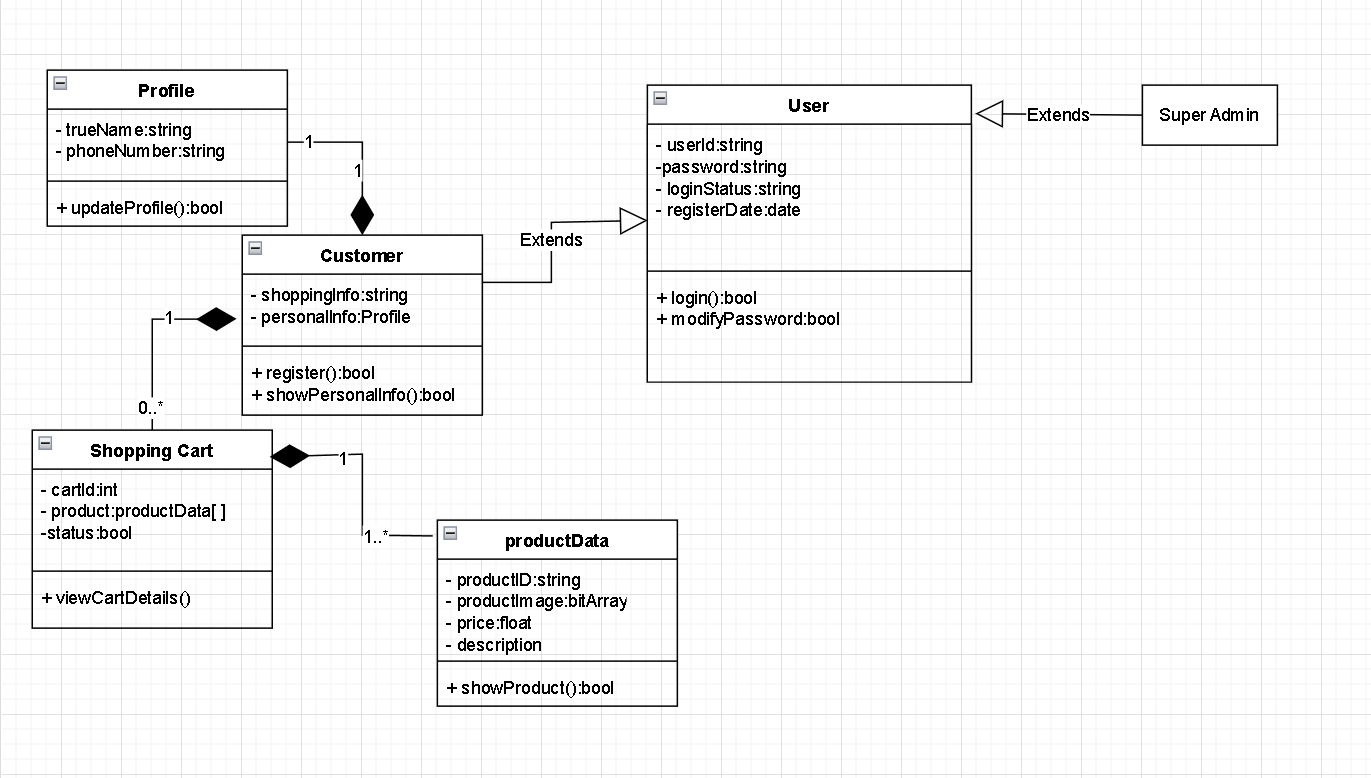 Profile
- trueName:string
- phoneNumber:string
+ updateProfile():bool
1
1
User
- userId:string
-password:string
- loginStatus:string
- registerDate:date
+ login():bool
+ modifyPassword:bool
Extends
Super Admin
Extends
Customer
- shoppingInfo:string
- personalInfo:Profile
+ register():bool
+ showPersonalInfo():bool
1
0..*
Shopping Cart
- cartId:int
- product:productData[ ]
-status:bool
+ viewCartDetails()
1
1..*
productData
- productID:string
- productImage:bitArray
- price:float
- description
+ showProduct():bool